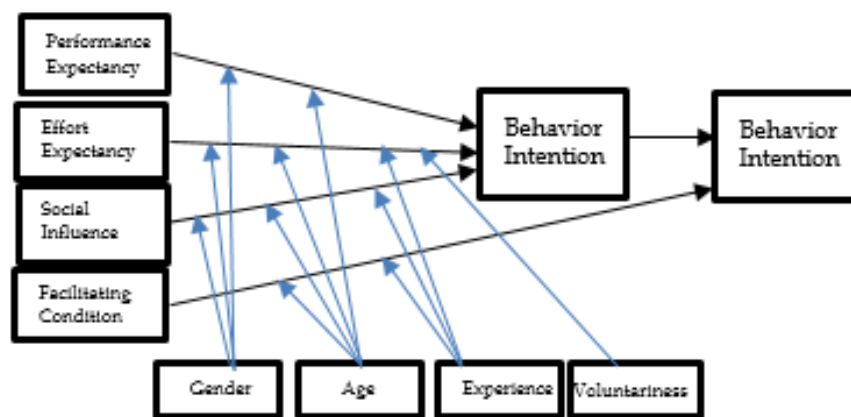 Performance
Expectancy
Effort
Expectancy
Social
Influence
Facilitating
Condition
Behavior
Intention
Behavior
Intention
Gender
Age
Experience
Voluntariness